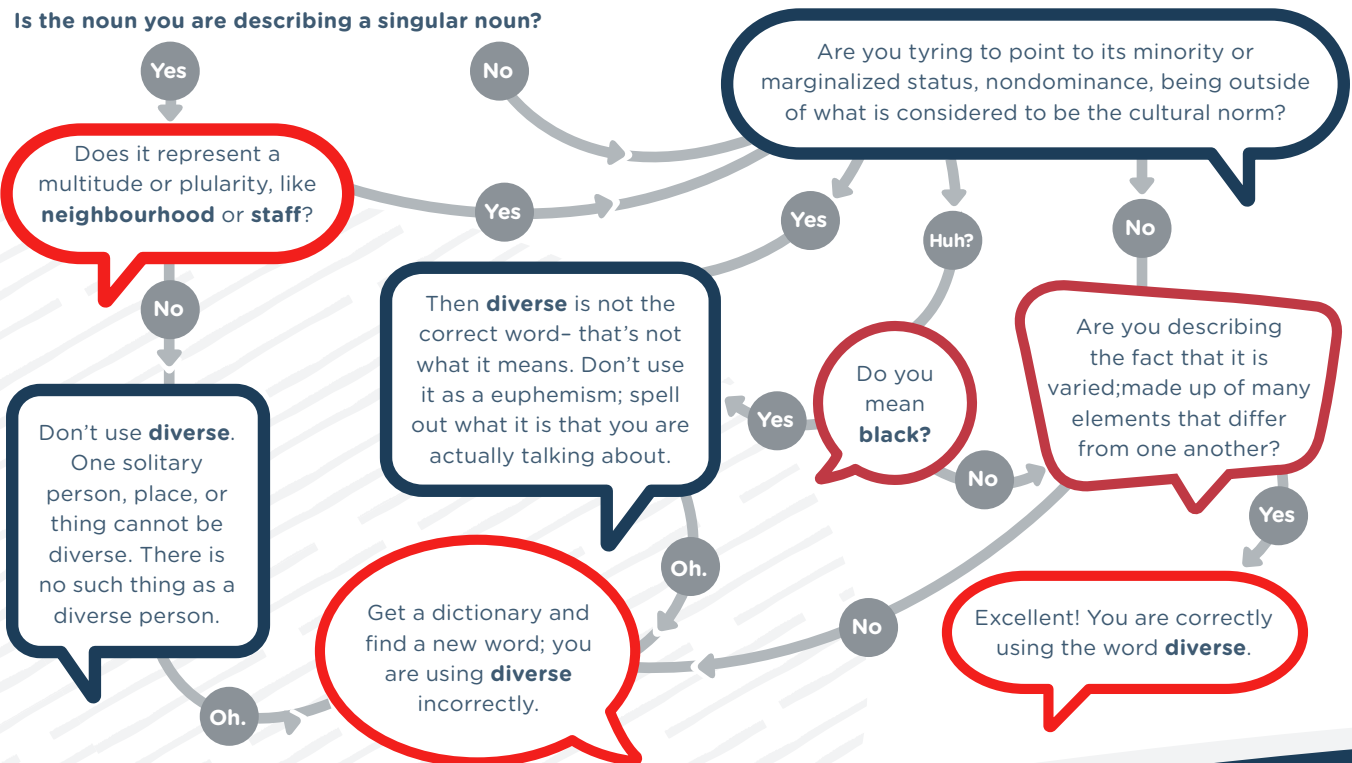 Is the noun you are describing a singular noun?
Yes
No
Are you tyring to point to its minority or
marginalized status, nondominance, being outside
of what is considered to be the cultural norm?
Does it represent a
multitude or plularity, like
neighbourhood or staff?
Yes
Yes
Huh?
No
No
Then diverse is not the
correct word– that's not
what it means. Don't use
it as a euphemism; spell
out what it is that you are
actually talking about.
Do you
mean
black?
Yes
No
Are you describing
the fact that it is
varied;made up of many
elements that differ
from one another?
Yes
Don't use diverse.
One solitary
person, place, or
thing cannot be
diverse. There is
no such thing as a
diverse person.
Oh.
Oh.
Get a dictionary and
find a new word; you
are using diverse
incorrectly.
No
Excellent! You are correctly
using the word diverse.